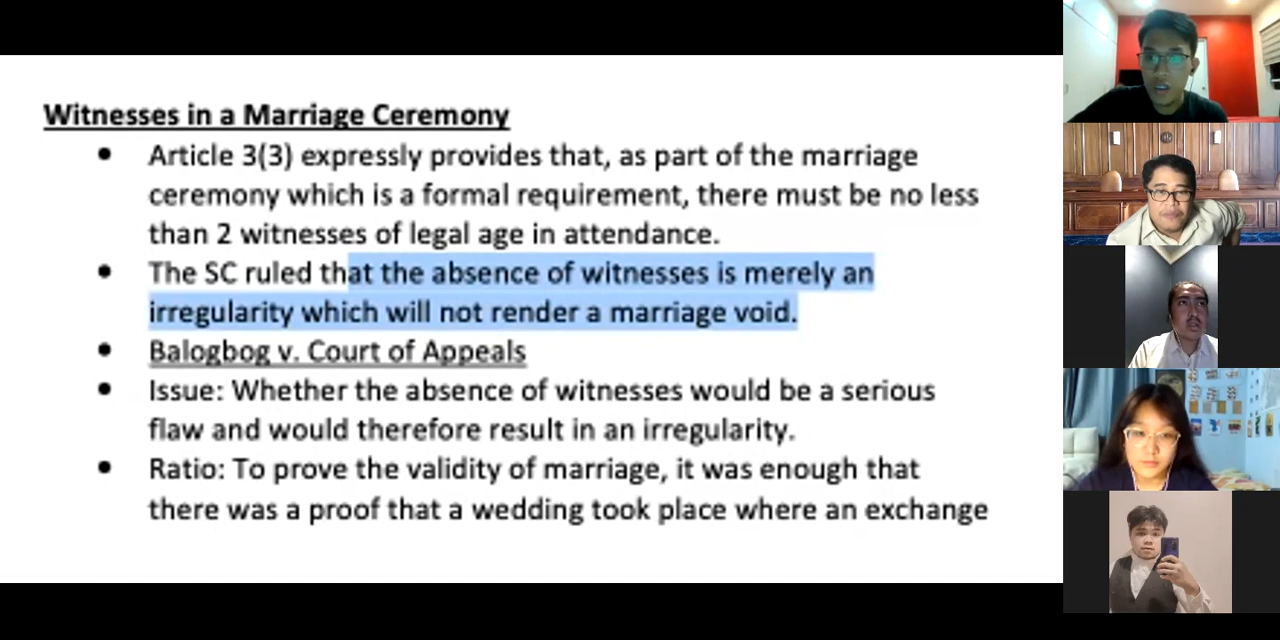 Witnesses in a Marriage Ceremony
• Article 3(3) expressly provides that, as part of the marriage
ceremony which is a formal requirement, there must be no less
than 2 witnesses of legal age in attendance.
• The SC ruled that the absence of witnesses is merely an
irregularity which will not render a marriage void.
• Balogbog v. Court of Appeals
• Issue: Whether the absence of witnesses would be a serious
flaw and would therefore result in an irregularity.
• Ratio: To prove the validity of marriage, it was enough that
there was a proof that a wedding took place where an exchange